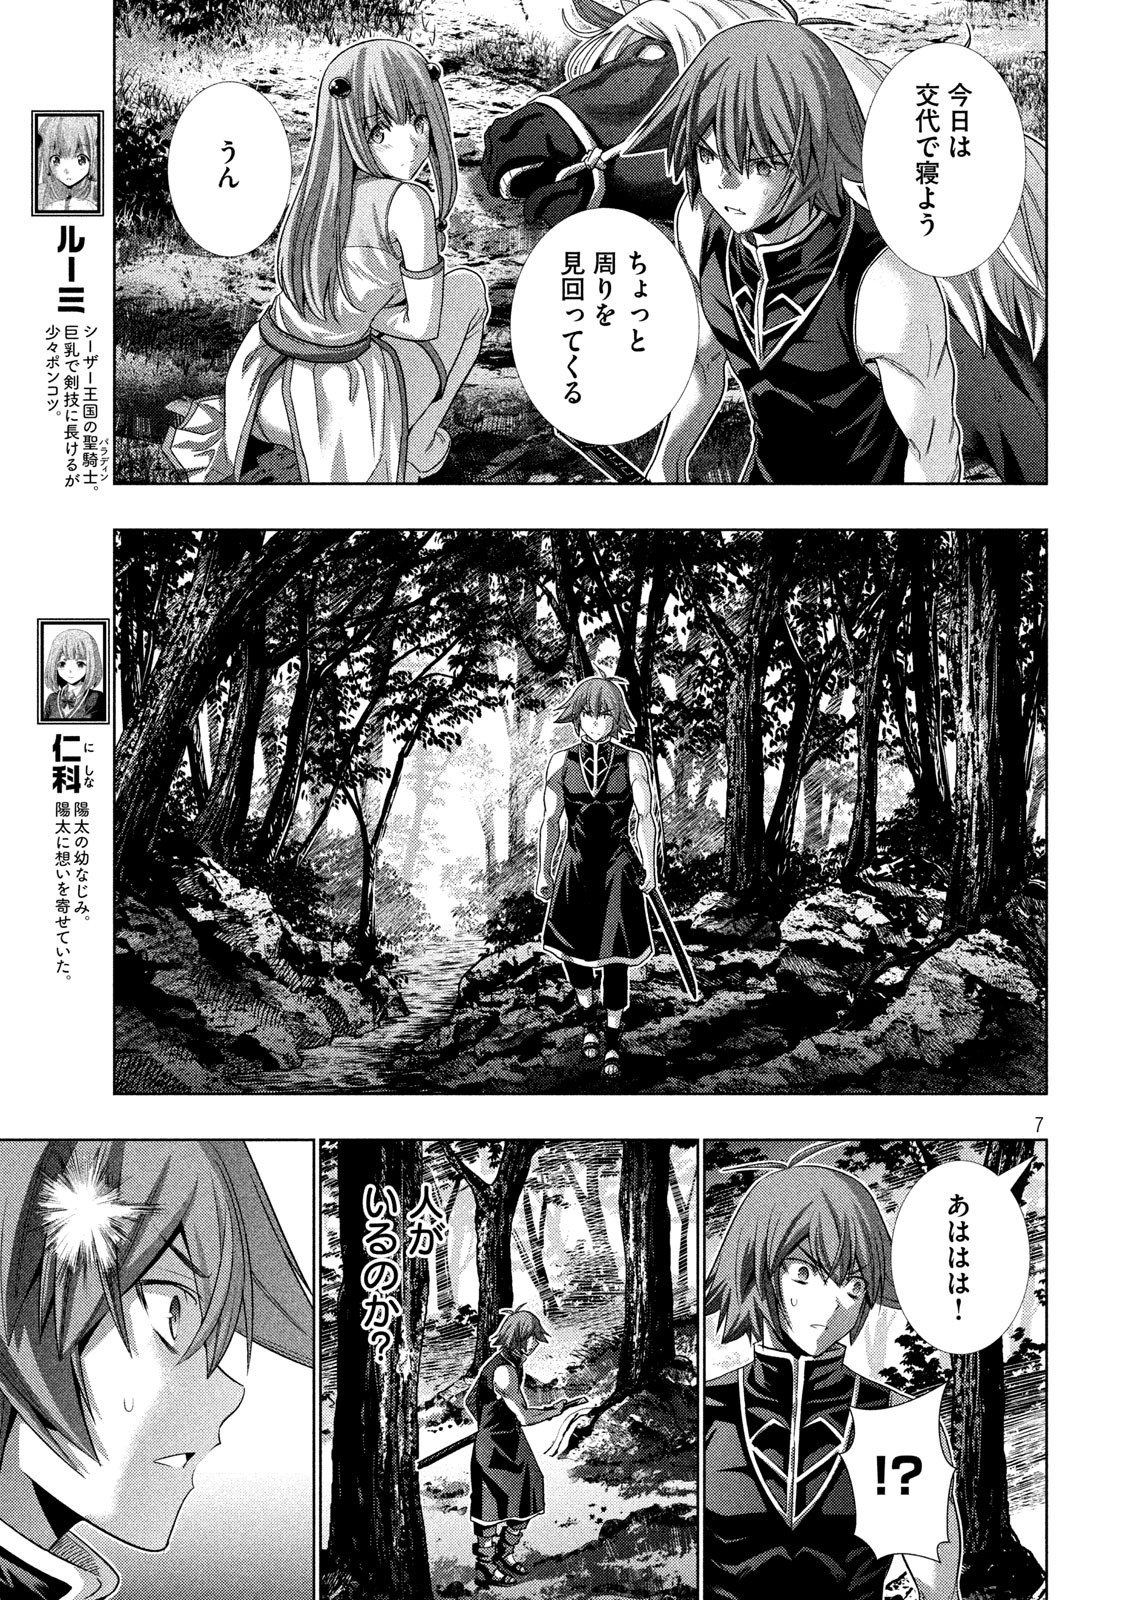 今日は
交代で寝よう
ちょっと
周りを
見回ってくる
うん
ルーミ
シーザー王国の聖騎士。
パラディン
巨乳で剣技に長けるが
少々ポンコツ。
仁科
にしな
陽太の幼なじみ。
陽太に想いを寄せていた。
7
あははは！
!?
人が
いるのか？